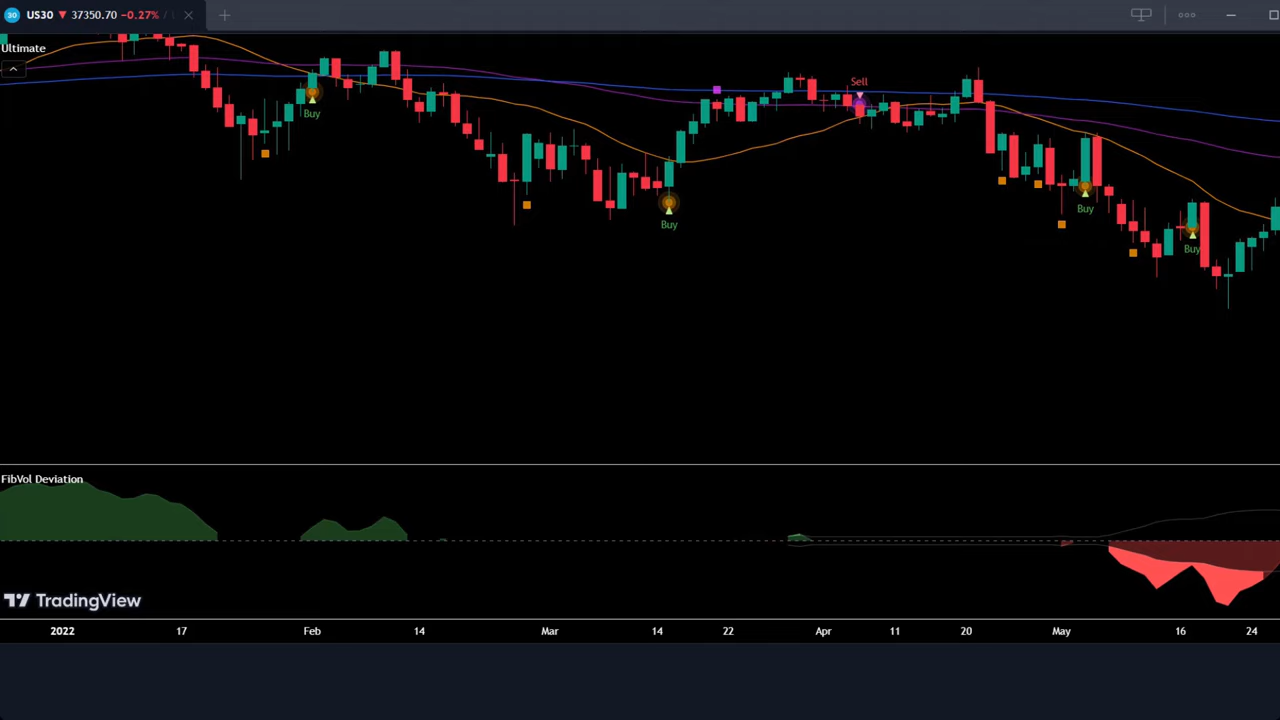 30 US30 37350.70 −0.27%
Ultimate
Sell
Buy
Buy
Buy
Buy
FibVol Deviation
TradingView
2022 17 Feb 14 Mar 14 22 Apr 11 20 May 16 24